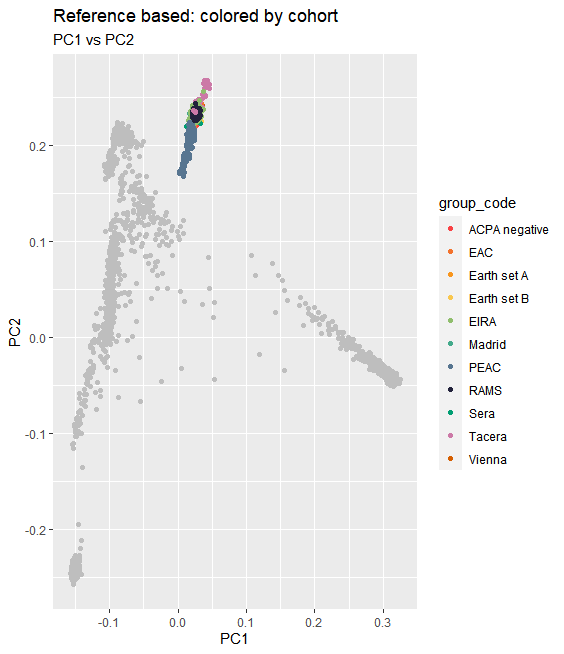 Reference based: colored by cohort
PC1 vs PC2
0.2
0.1
0.0
-0.1
-0.2
PC2
-0.1
0.0
0.1
0.2
0.3
PC1
group_code
ACPA negative
EAC
Earth set A
Earth set B
EIRA
Madrid
PEAC
RAMS
Sera
Tacera
Vienna